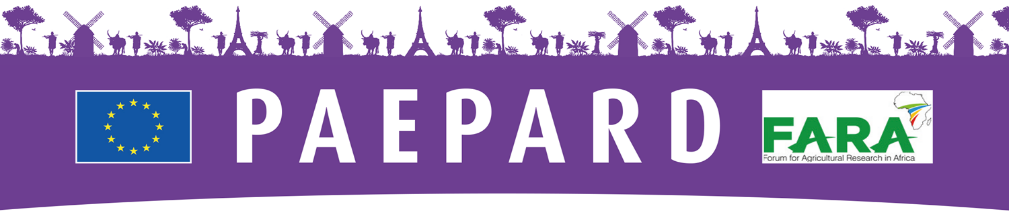 PAEPARD
FARA
Forum for Agricultural Research in Africa